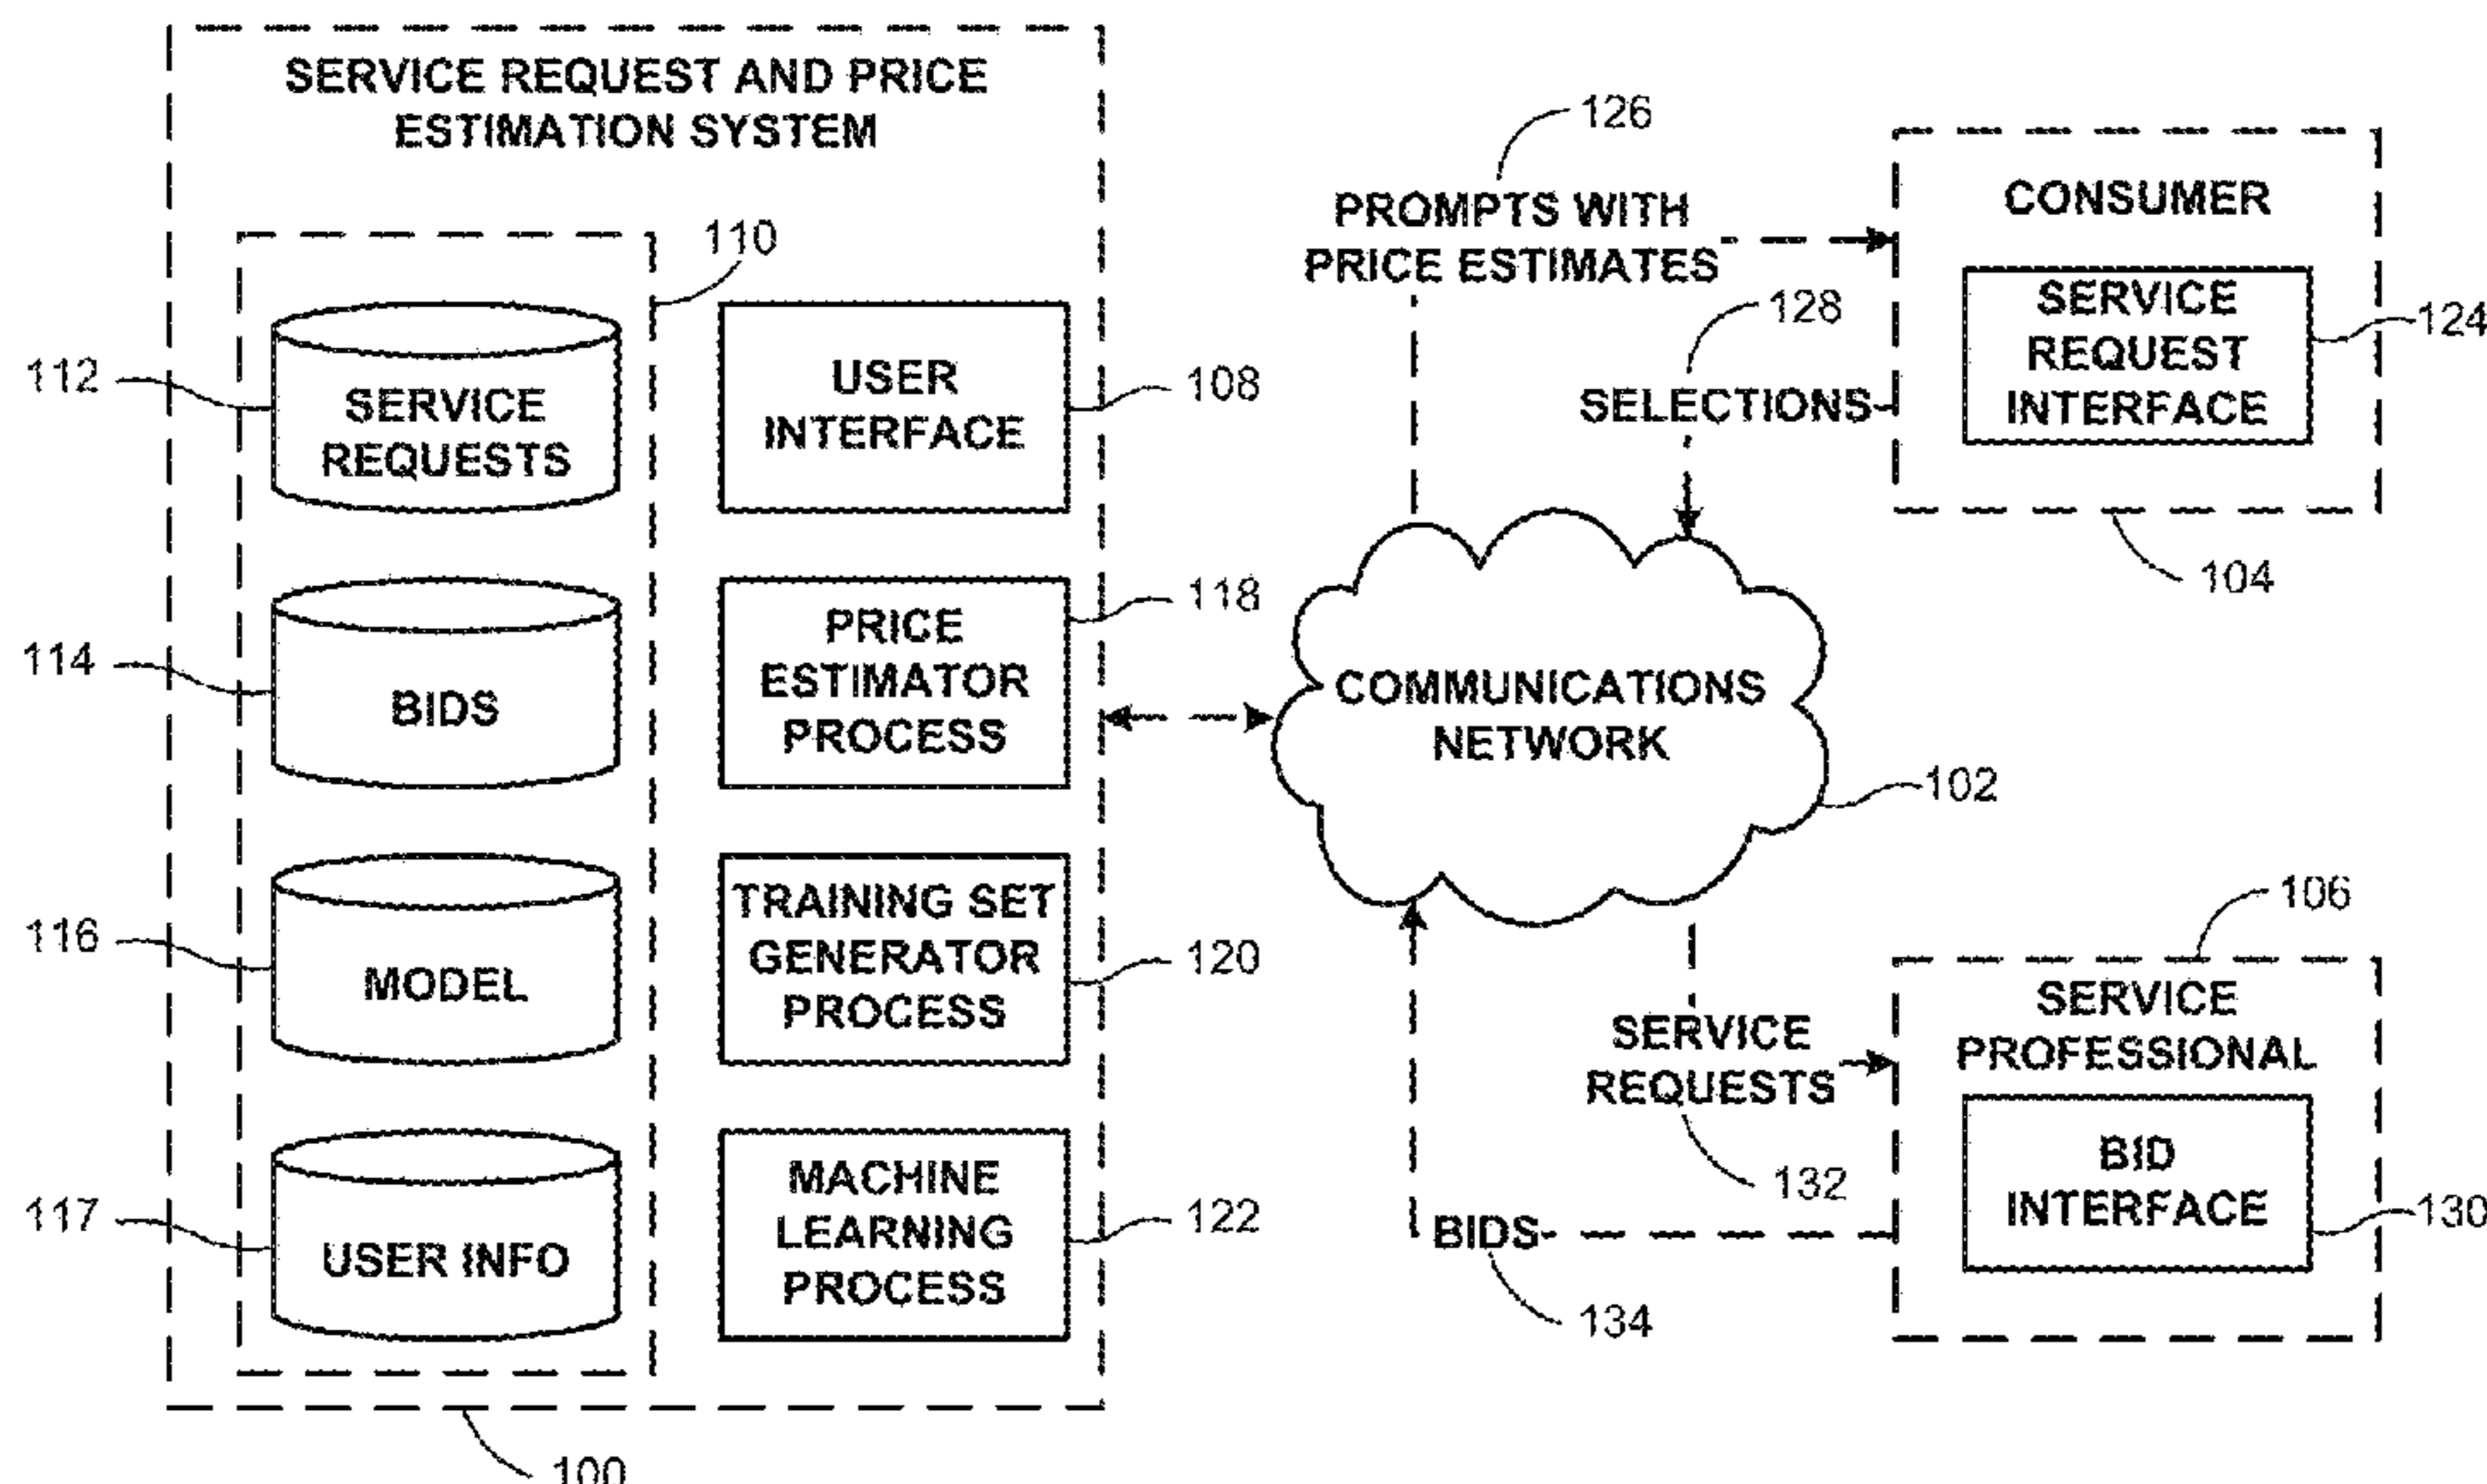 SERVICE REQUEST AND PRICE
ESTIMATION SYSTEM
110
112
SERVICE
REQUESTS
USER
INTERFACE
108
114
BIDS
PRICE
ESTIMATOR
PROCESS
118
116
MODEL
TRAINING SET
GENERATOR
PROCESS
120
117
USER INFO
MACHINE
LEARNING
PROCESS
122
100
126
PROMPTS WITH
PRICE ESTIMATES
128
SELECTIONS
CONSUMER
SERVICE
REQUEST
INTERFACE
124
104
COMMUNICATIONS
NETWORK
102
106
SERVICE
PROFESSIONAL
BID
INTERFACE
130
SERVICE
REQUESTS
132
BIDS
134